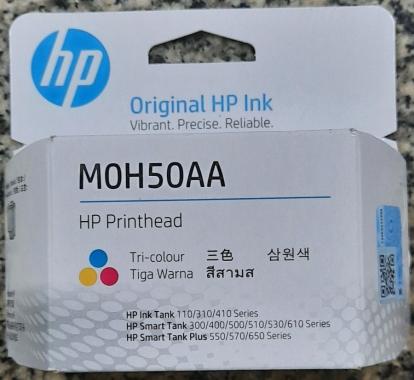 hp
Original HP Ink
Vibrant. Precise. Reliable.
M0H50AA
HP Printhead
Tri-colour 三色 삼원색
Tiga Warna สีสามส
HP Ink Tank 110/310/410 Series
HP Smart Tank 300/400/500/510/530/610 Series
HP Smart Tank Plus 550/570/650 Series